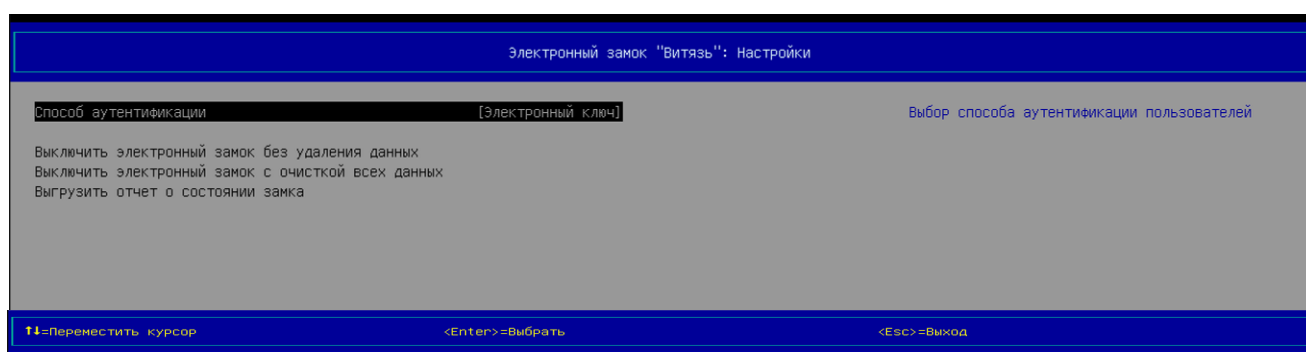 Электронный замок "Витязь": Настройки
Способ аутентификации [Электронный ключ] Выбор способа аутентификации пользователей
Выключить электронный замок без удаления данных
Выключить электронный замок с очисткой всех данных
Выгрузить отчет о состоянии замка
↑↓=Переместить курсор <Enter>=Выбрать <Esc>=Выход